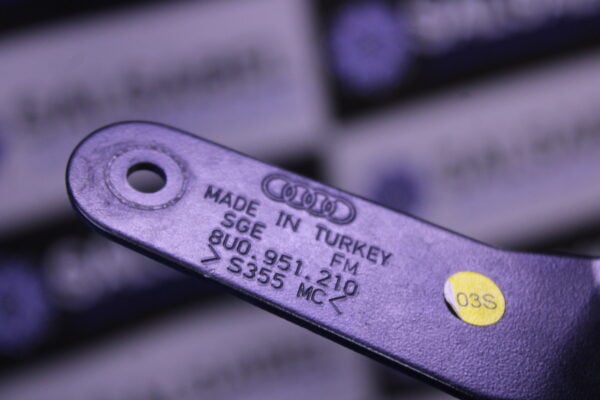 MADE IN TURKEY
SGE FM
8U0.951.210
>S355 MC<
03S